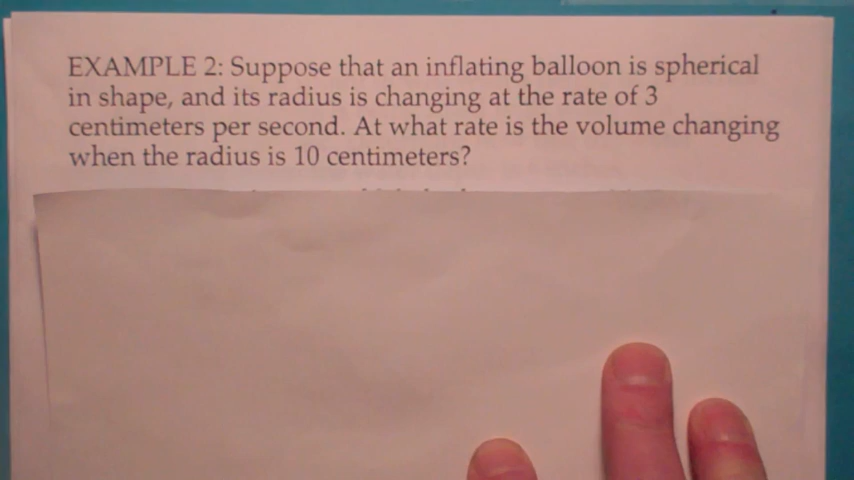 EXAMPLE 2: Suppose that an inflating balloon is spherical
in shape, and its radius is changing at the rate of 3
centimeters per second. At what rate is the volume changing
when the radius is 10 centimeters?